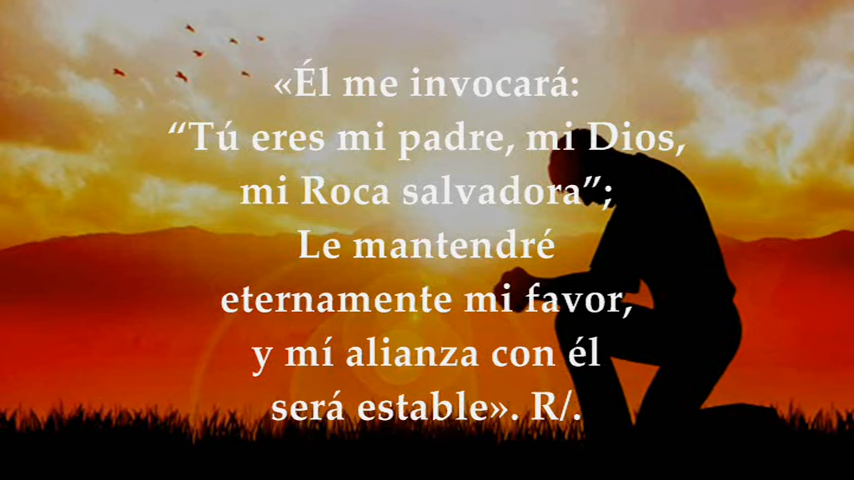 «Él me invocará:
“Tú eres mi padre, mi Dios,
mi Roca salvadora”;
Le mantendré
eternamente mi favor,
y mí alianza con él
será estable». R/.